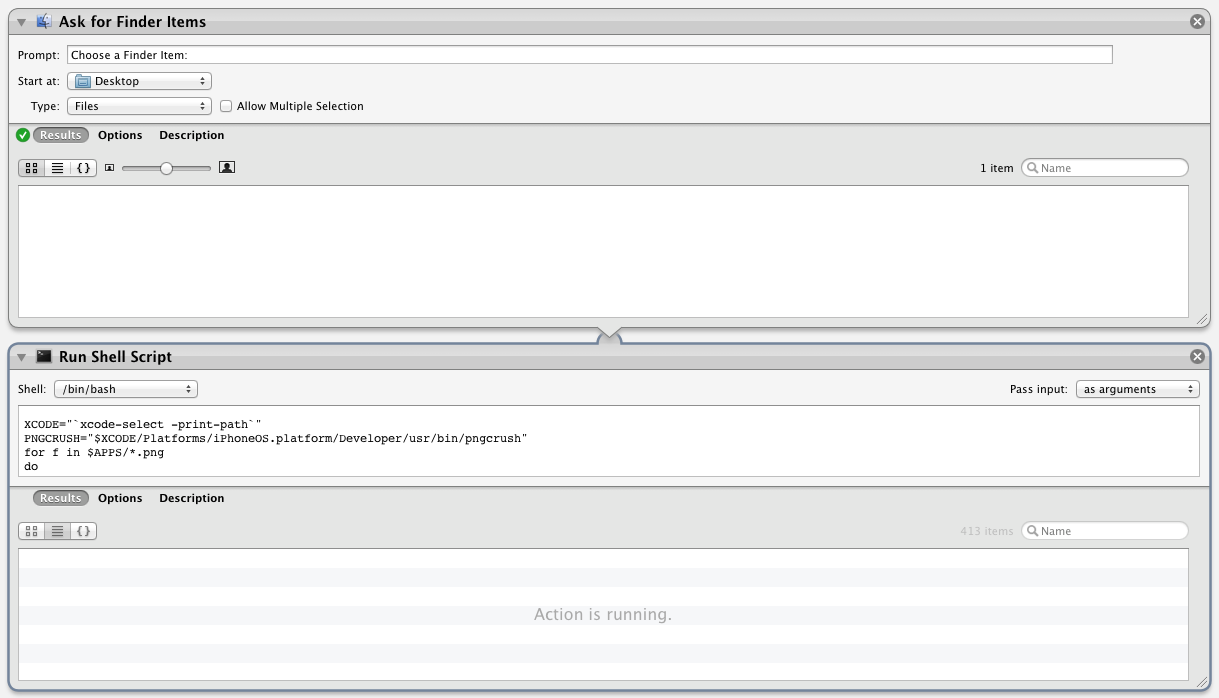 Ask for Finder Items
Prompt: Choose a Finder Item:
Start at: Desktop
Type: Files Allow Multiple Selection
Results Options Description
1 item Name
Run Shell Script
Shell: /bin/bash Pass input: as arguments
XCODE="`xcode-select -print-path`"
PNGCRUSH="$XCODE/Platforms/iPhoneOS.platform/Developer/usr/bin/pngcrush"
for f in $APPS/*.png
do
Results Options Description
413 items Name
Action is running.